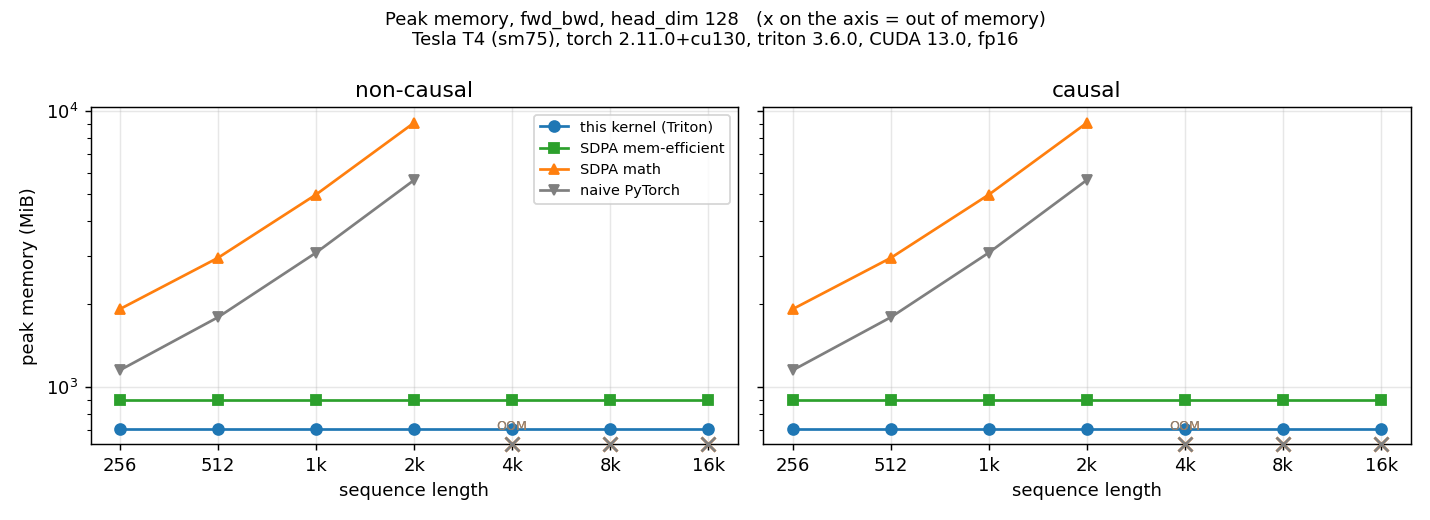 Peak memory, fwd_bwd, head_dim 128   (x on the axis = out of memory)
Tesla T4 (sm75), torch 2.11.0+cu130, triton 3.6.0, CUDA 13.0, fp16
non-causal
causal
peak memory (MiB)
10⁴
10³
this kernel (Triton)
SDPA mem-efficient
SDPA math
naive PyTorch
OOM
OOM
256 512 1k 2k 4k 8k 16k
256 512 1k 2k 4k 8k 16k
sequence length
sequence length